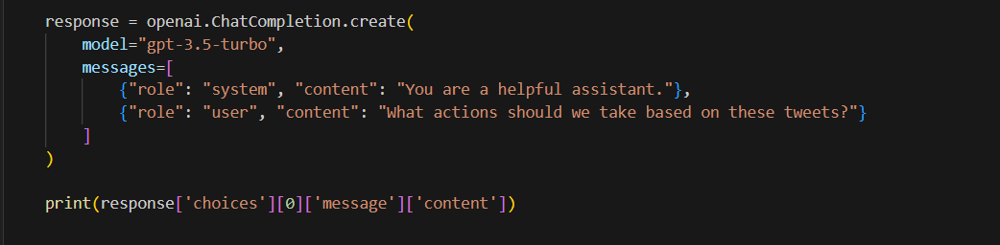 response = openai.ChatCompletion.create(
    model="gpt-3.5-turbo",
    messages=[
        {"role": "system", "content": "You are a helpful assistant."},
        {"role": "user", "content": "What actions should we take based on these tweets?"}
    ]
)
print(response['choices'][0]['message']['content'])